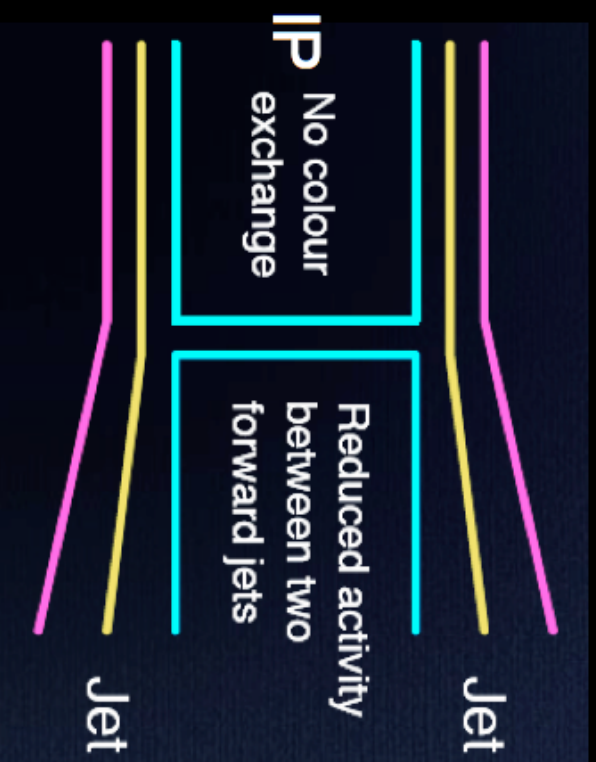 IP
No colour
exchange
Reduced activity
between two
forward jets
Jet
Jet